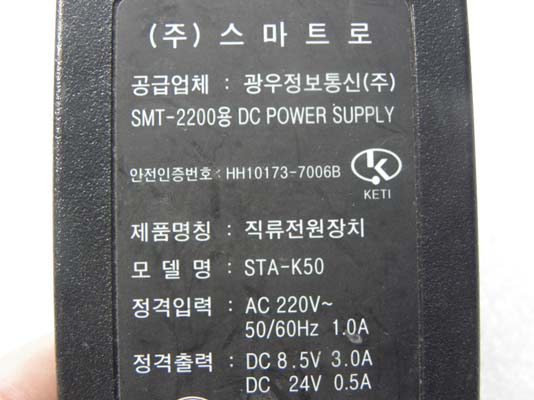 (주) 스마트로
공급업체 : 광우정보통신(주)
SMT-2200용 DC POWER SUPPLY
안전인증번호 : HH10173-7006B
KETI
제품명칭 : 직류전원장치
모 델 명 : STA-K50
정격입력 : AC 220V~
50/60Hz 1.0A
정격출력 : DC 8.5V 3.0A
DC 24V 0.5A